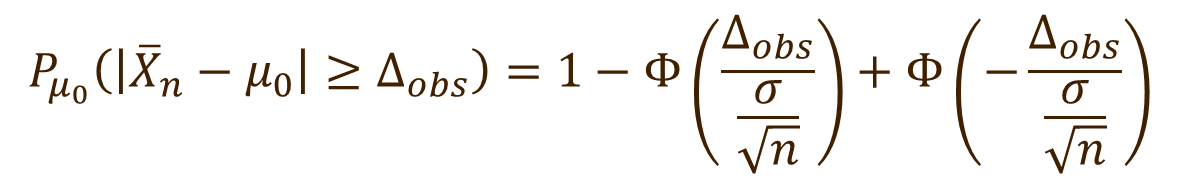 P_{μ_0}(|X̄_n − μ_0| ≥ Δ_{obs}) = 1 − Φ(Δ_{obs}/(σ/√n)) + Φ(−Δ_{obs}/(σ/√n))